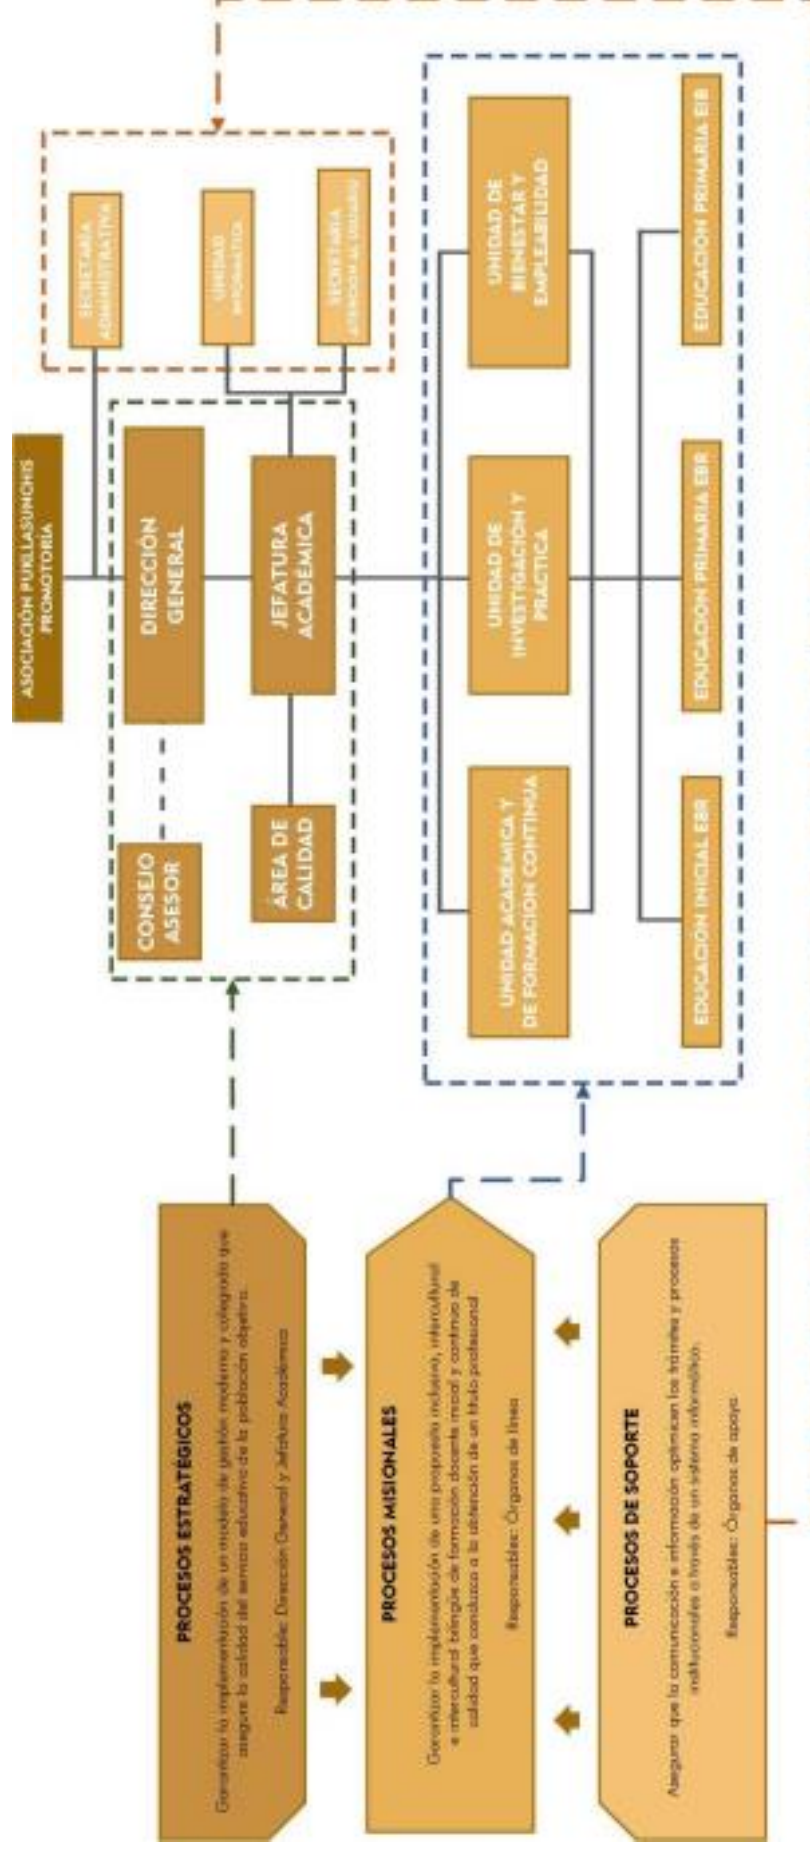 PROCESOS ESTRATÉGICOS
Garantizar la implementación de un modelo de gestión moderno y colegiado que
asegure la calidad del servicio educativo de la población objetivo.
Responsable: Dirección General y Jefatura Académica
PROCESOS MISIONALES
Garantizar la implementación de una propuesta inclusiva, intercultural
e intercultural bilingüe de formación docente inicial y continua de
calidad que conduzca a la obtención de un título profesional
Responsables: Órganos de línea
PROCESOS DE SOPORTE
Asegurar que la comunicación e información optimicen los trámites y procesos
institucionales a través de un sistema informático.
Responsables: Órganos de apoyo
ASOCIACIÓN PUKLLASUNCHIS
PROMOTORÍA
SECRETARÍA
ADMINISTRATIVA
CONSEJO
ASESOR
DIRECCIÓN
GENERAL
UNIDAD
INFORMÁTICA
ÁREA DE
CALIDAD
JEFATURA
ACADÉMICA
SECRETARÍA
ATENCIÓN AL USUARIO
UNIDAD ACADÉMICA Y
DE FORMACIÓN CONTINUA
UNIDAD DE
INVESTIGACIÓN Y
PRÁCTICA
UNIDAD DE
BIENESTAR Y
EMPLEABILIDAD
EDUCACIÓN INICIAL EBR
EDUCACIÓN PRIMARIA EBR
EDUCACIÓN PRIMARIA EIB